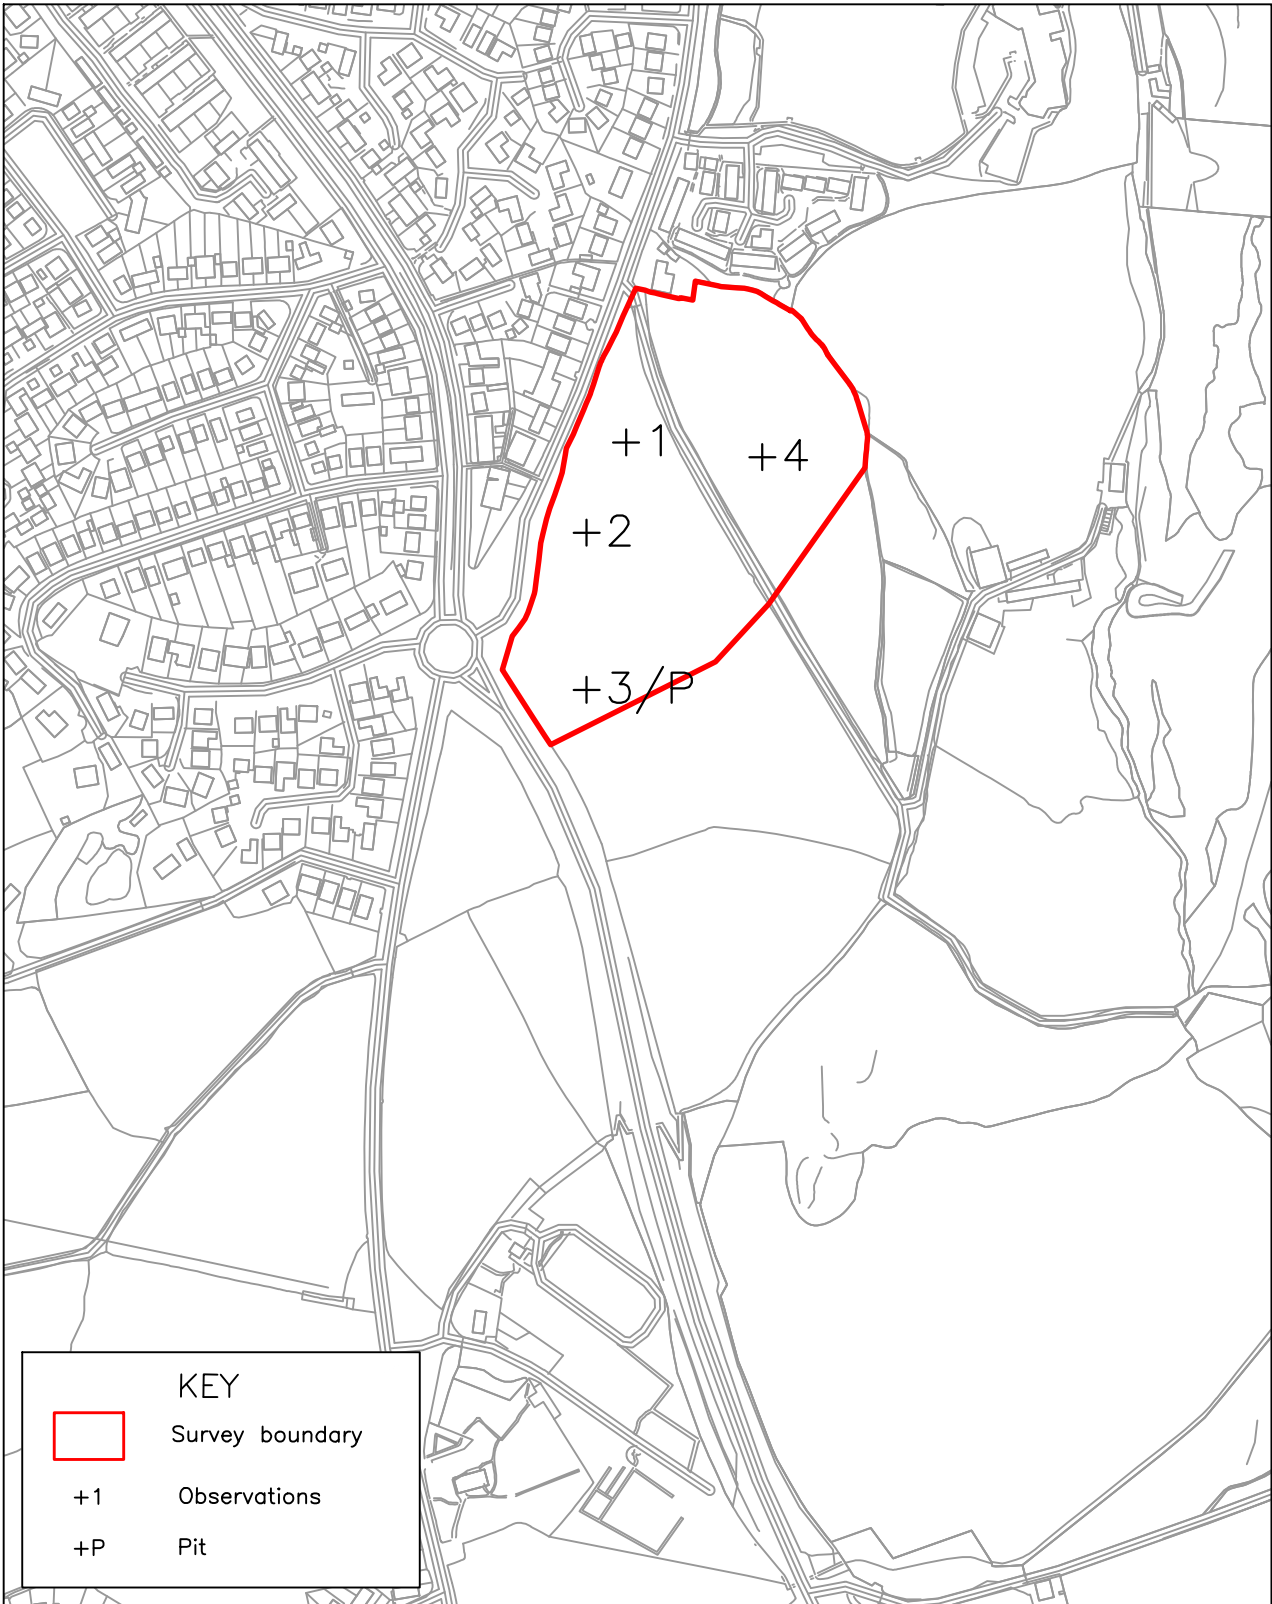 +1
+4
+2
+3/P
KEY
Survey boundary
+1 Observations
+P Pit